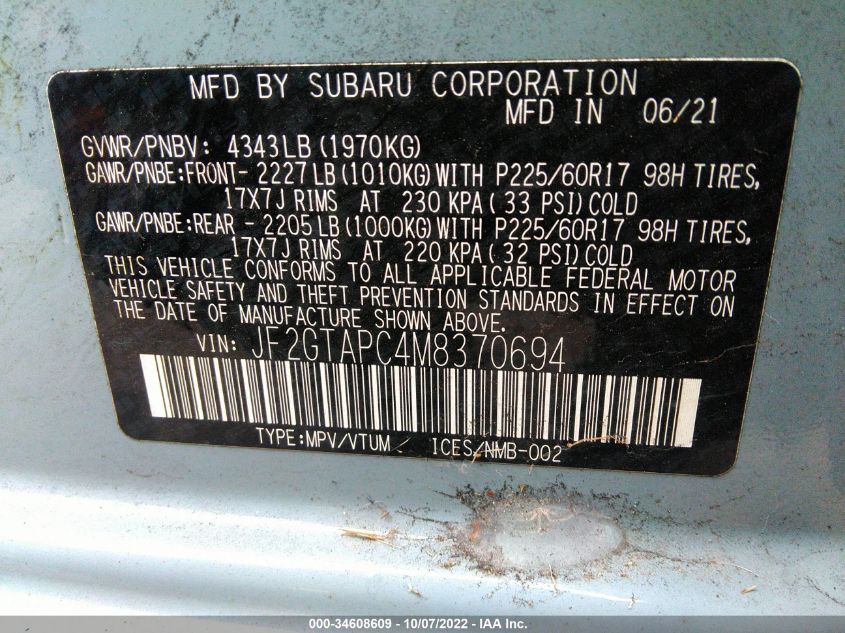 MFD BY SUBARU CORPORATION
MFD IN 06/21
GVWR/PNBV: 4343LB (1970KG)
GAWR/PNBE:FRONT- 2227LB (1010KG) WITH P225/60R17 98H TIRES,
17X7J RIMS AT 230 KPA( 33 PSI)COLD
GAWR/PNBE:REAR - 2205LB (1000KG) WITH P225/60R17 98H TIRES,
17X7J RIMS AT 220 KPA( 32 PSI)COLD
THIS VEHICLE CONFORMS TO ALL APPLICABLE FEDERAL MOTOR
VEHICLE SAFETY AND THEFT PREVENTION STANDARDS IN EFFECT ON
THE DATE OF MANUFACTURE SHOWN ABOVE.
VIN: JF2GTAPC4M8370694
TYPE:MPV/VTUM ICES/NMB-002
000-34608609 - 10/07/2022 - IAA Inc.